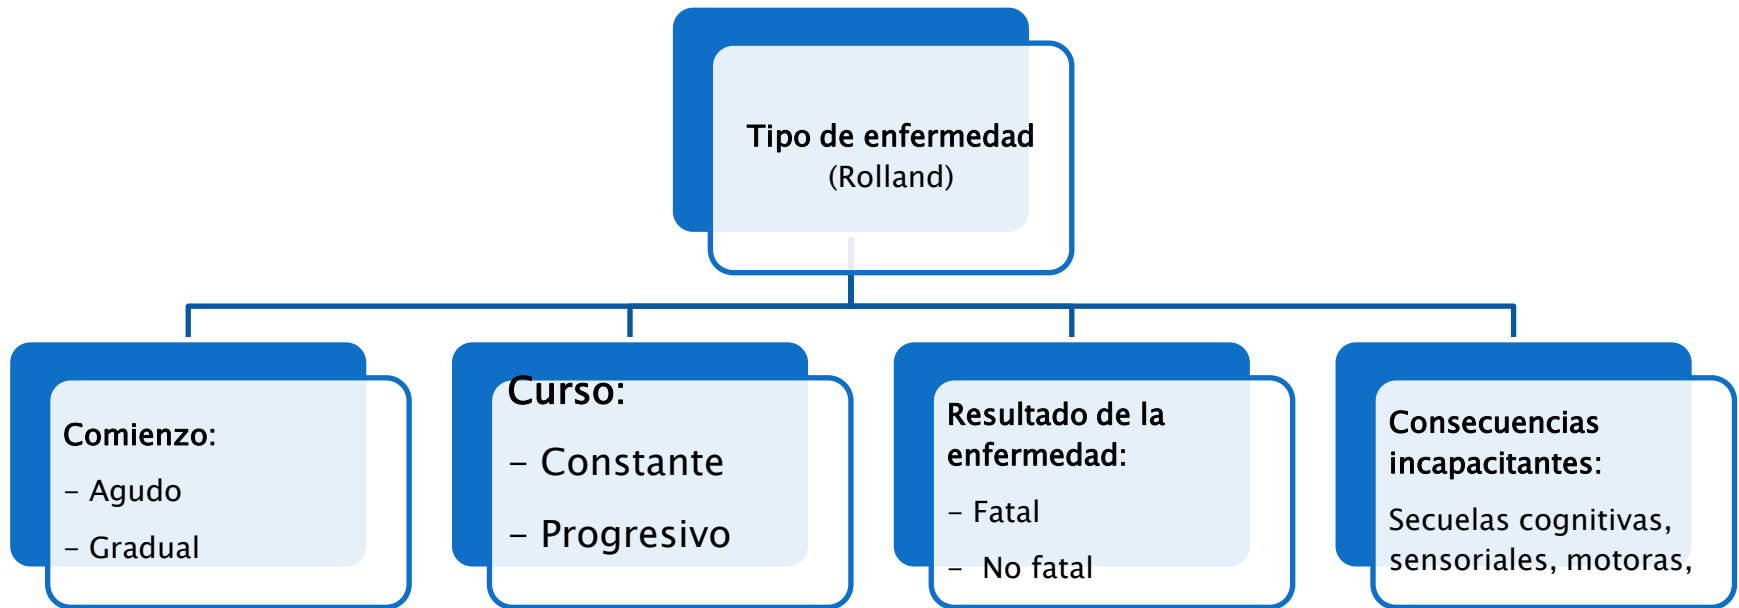 Tipo de enfermedad
(Rolland)
Comienzo:
- Agudo
- Gradual
Curso:
- Constante
- Progresivo
Resultado de la
enfermedad:
- Fatal
- No fatal
Consecuencias
incapacitantes:
Secuelas cognitivas,
sensoriales, motoras,